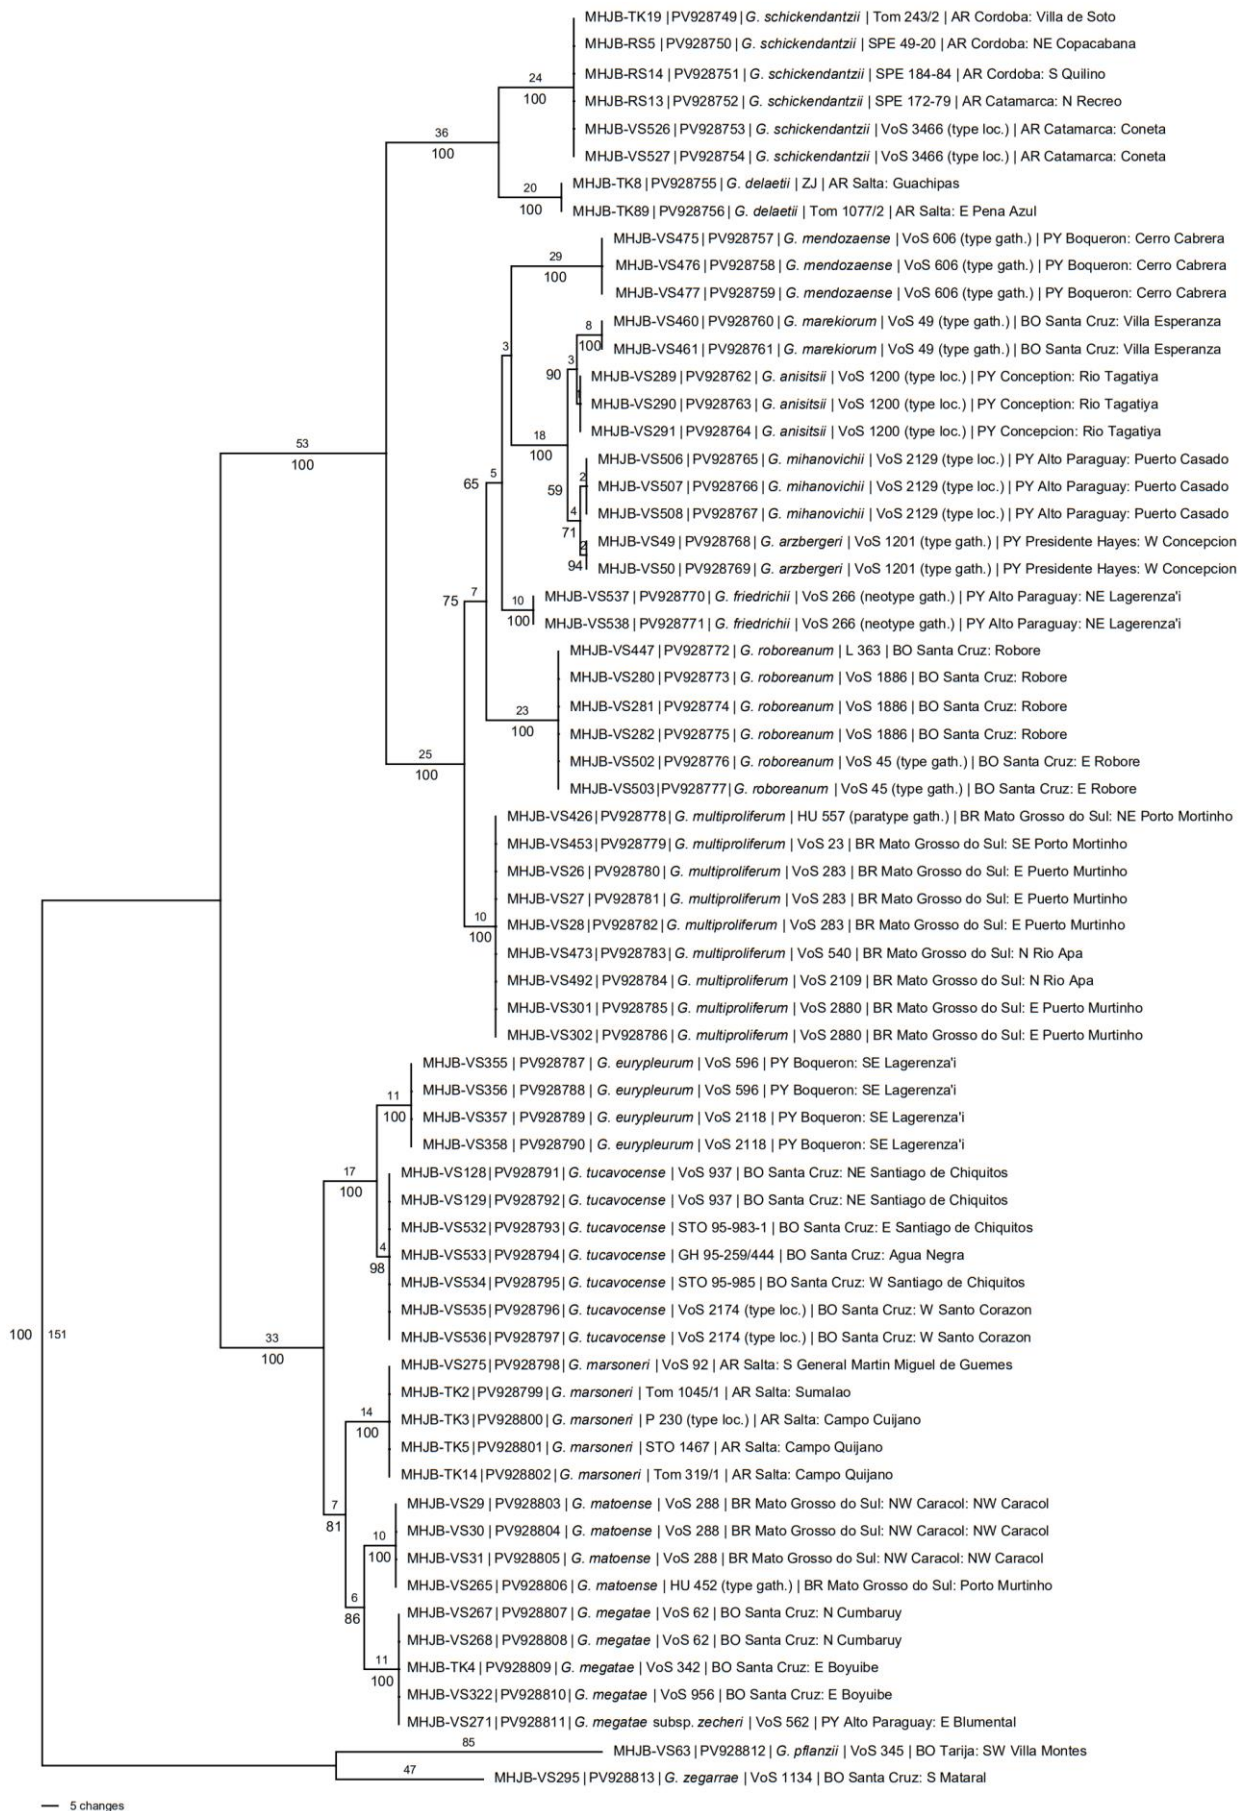 MHJB-TK19 | PV928749 | G. schickendantzii | Tom 243/2 | AR Cordoba: Villa de Soto
MHJB-RS5 | PV928750 | G. schickendantzii | SPE 49-20 | AR Cordoba: NE Copacabana
24
MHJB-RS14 | PV928751 | G. schickendantzii | SPE 184-84 | AR Cordoba: S Quilino
100
MHJB-RS13 | PV928752 | G. schickendantzii | SPE 172-79 | AR Catamarca: N Recreo
36
MHJB-VS526 | PV928753 | G. schickendantzii | VoS 3466 (type loc.) | AR Catamarca: Coneta
100
MHJB-VS527 | PV928754 | G. schickendantzii | VoS 3466 (type loc.) | AR Catamarca: Coneta
20
MHJB-TK8 | PV928755 | G. delaetii | ZJ | AR Salta: Guachipas
100
MHJB-TK89 | PV928756 | G. delaetii | Tom 1077/2 | AR Salta: E Pena Azul
MHJB-VS475 | PV928757 | G. mendozaense | VoS 606 (type gath.) | PY Boqueron: Cerro Cabrera
29
100
MHJB-VS476 | PV928758 | G. mendozaense | VoS 606 (type gath.) | PY Boqueron: Cerro Cabrera
MHJB-VS477 | PV928759 | G. mendozaense | VoS 606 (type gath.) | PY Boqueron: Cerro Cabrera
8
MHJB-VS460 | PV928760 | G. marekiorum | VoS 49 (type gath.) | BO Santa Cruz: Villa Esperanza
100
3
MHJB-VS461 | PV928761 | G. marekiorum | VoS 49 (type gath.) | BO Santa Cruz: Villa Esperanza
3
90
MHJB-VS289 | PV928762 | G. anisitsii | VoS 1200 (type loc.) | PY Conception: Rio Tagatiya
MHJB-VS290 | PV928763 | G. anisitsii | VoS 1200 (type loc.) | PY Conception: Rio Tagatiya
MHJB-VS291 | PV928764 | G. anisitsii | VoS 1200 (type loc.) | PY Concepcion: Rio Tagatiya
18
53
100
100
MHJB-VS506 | PV928765 | G. mihanovichii | VoS 2129 (type loc.) | PY Alto Paraguay: Puerto Casado
5
2
65
59
MHJB-VS507 | PV928766 | G. mihanovichii | VoS 2129 (type loc.) | PY Alto Paraguay: Puerto Casado
4
MHJB-VS508 | PV928767 | G. mihanovichii | VoS 2129 (type loc.) | PY Alto Paraguay: Puerto Casado
71
2
MHJB-VS49 | PV928768 | G. arzbergeri | VoS 1201 (type gath.) | PY Presidente Hayes: W Concepcion
94
MHJB-VS50 | PV928769 | G. arzbergeri | VoS 1201 (type gath.) | PY Presidente Hayes: W Concepcion
7
75
10
MHJB-VS537 | PV928770 | G. friedrichii | VoS 266 (neotype gath.) | PY Alto Paraguay: NE Lagerenza'i
100
MHJB-VS538 | PV928771 | G. friedrichii | VoS 266 (neotype gath.) | PY Alto Paraguay: NE Lagerenza'i
MHJB-VS447 | PV928772 | G. roboreanum | L 363 | BO Santa Cruz: Robore
MHJB-VS280 | PV928773 | G. roboreanum | VoS 1886 | BO Santa Cruz: Robore
MHJB-VS281 | PV928774 | G. roboreanum | VoS 1886 | BO Santa Cruz: Robore
23
100
MHJB-VS282 | PV928775 | G. roboreanum | VoS 1886 | BO Santa Cruz: Robore
25
100
MHJB-VS502 | PV928776 | G. roboreanum | VoS 45 (type gath.) | BO Santa Cruz: E Robore
MHJB-VS503 | PV928777 | G. roboreanum | VoS 45 (type gath.) | BO Santa Cruz: E Robore
MHJB-VS426 | PV928778 | G. multiproliferum | HU 557 (paratype gath.) | BR Mato Grosso do Sul: NE Porto Mortinho
MHJB-VS453 | PV928779 | G. multiproliferum | VoS 23 | BR Mato Grosso do Sul: SE Porto Mortinho
MHJB-VS26 | PV928780 | G. multiproliferum | VoS 283 | BR Mato Grosso do Sul: E Puerto Murtinho
MHJB-VS27 | PV928781 | G. multiproliferum | VoS 283 | BR Mato Grosso do Sul: E Puerto Murtinho
10
MHJB-VS28 | PV928782 | G. multiproliferum | VoS 283 | BR Mato Grosso do Sul: E Puerto Murtinho
100
MHJB-VS473 | PV928783 | G. multiproliferum | VoS 540 | BR Mato Grosso do Sul: N Rio Apa
MHJB-VS492 | PV928784 | G. multiproliferum | VoS 2109 | BR Mato Grosso do Sul: N Rio Apa
MHJB-VS301 | PV928785 | G. multiproliferum | VoS 2880 | BR Mato Grosso do Sul: E Puerto Murtinho
MHJB-VS302 | PV928786 | G. multiproliferum | VoS 2880 | BR Mato Grosso do Sul: E Puerto Murtinho
MHJB-VS355 | PV928787 | G. eurypleurum | VoS 596 | PY Boqueron: SE Lagerenza'i
11
MHJB-VS356 | PV928788 | G. eurypleurum | VoS 596 | PY Boqueron: SE Lagerenza'i
100
MHJB-VS357 | PV928789 | G. eurypleurum | VoS 2118 | PY Boqueron: SE Lagerenza'i
MHJB-VS358 | PV928790 | G. eurypleurum | VoS 2118 | PY Boqueron: SE Lagerenza'i
17
MHJB-VS128 | PV928791 | G. tucavocense | VoS 937 | BO Santa Cruz: NE Santiago de Chiquitos
100
MHJB-VS129 | PV928792 | G. tucavocense | VoS 937 | BO Santa Cruz: NE Santiago de Chiquitos
MHJB-VS532 | PV928793 | G. tucavocense | STO 95-983-1 | BO Santa Cruz: E Santiago de Chiquitos
4
MHJB-VS533 | PV928794 | G. tucavocense | GH 95-259/444 | BO Santa Cruz: Agua Negra
98
MHJB-VS534 | PV928795 | G. tucavocense | STO 95-985 | BO Santa Cruz: W Santiago de Chiquitos
MHJB-VS535 | PV928796 | G. tucavocense | VoS 2174 (type loc.) | BO Santa Cruz: W Santo Corazon
100 151
33
MHJB-VS536 | PV928797 | G. tucavocense | VoS 2174 (type loc.) | BO Santa Cruz: W Santo Corazon
100
MHJB-VS275 | PV928798 | G. marsoneri | VoS 92 | AR Salta: S General Martin Miguel de Guemes
MHJB-TK2 | PV928799 | G. marsoneri | Tom 1045/1 | AR Salta: Sumalao
14
MHJB-TK3 | PV928800 | G. marsoneri | P 230 (type loc.) | AR Salta: Campo Cuijano
100
MHJB-TK5 | PV928801 | G. marsoneri | STO 1467 | AR Salta: Campo Quijano
MHJB-TK14 | PV928802 | G. marsoneri | Tom 319/1 | AR Salta: Campo Quijano
7
MHJB-VS29 | PV928803 | G. matoense | VoS 288 | BR Mato Grosso do Sul: NW Caracol: NW Caracol
81
MHJB-VS30 | PV928804 | G. matoense | VoS 288 | BR Mato Grosso do Sul: NW Caracol: NW Caracol
10
100
MHJB-VS31 | PV928805 | G. matoense | VoS 288 | BR Mato Grosso do Sul: NW Caracol: NW Caracol
MHJB-VS265 | PV928806 | G. matoense | HU 452 (type gath.) | BR Mato Grosso do Sul: Porto Murtinho
6
MHJB-VS267 | PV928807 | G. megatae | VoS 62 | BO Santa Cruz: N Cumbaruy
86
MHJB-VS268 | PV928808 | G. megatae | VoS 62 | BO Santa Cruz: N Cumbaruy
11
MHJB-TK4 | PV928809 | G. megatae | VoS 342 | BO Santa Cruz: E Boyuibe
100
MHJB-VS322 | PV928810 | G. megatae | VoS 956 | BO Santa Cruz: E Boyuibe
MHJB-VS271 | PV928811 | G. megatae subsp. zecheri | VoS 562 | PY Alto Paraguay: E Blumental
85
MHJB-VS63 | PV928812 | G. pflanzii | VoS 345 | BO Tarija: SW Villa Montes
47
MHJB-VS295 | PV928813 | G. zegarrae | VoS 1134 | BO Santa Cruz: S Mataral
5 changes